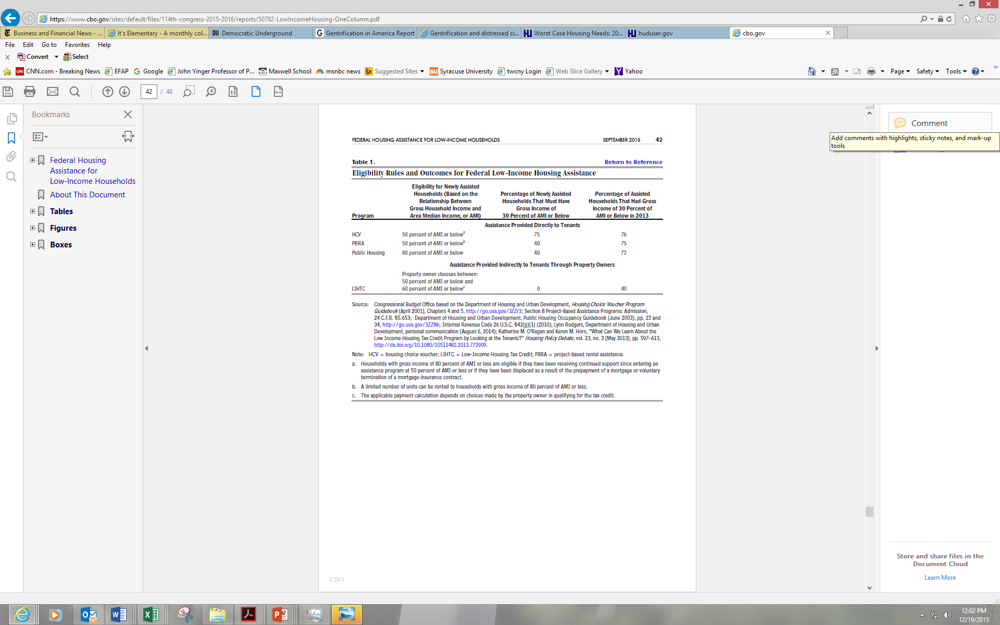 https://www.cbo.gov/sites/default/files/114th-congress-2015-2016/reports/50782-LowIncomeHousing-OneColumn.pdf
Business and Financial News - ...
It's Elementary - A monthly col...
DU Democratic Underground
G Gentrification in America Report
Gentrification and distressed ci...
Worst Case Housing Needs: 20...
huduser.gov
cbo.gov
File Edit Go to Favorites Help
x Convert Select
CNN.com - Breaking News EFAP Google John Yinger Professor of P... Maxwell School msnbc news Suggested Sites SU Syracuse University twcny Login Web Slice Gallery Yahoo Page Safety Tools
42 / 48
Bookmarks
Federal Housing
Assistance for
Low-Income Households
About This Document
Tables
Figures
Boxes
FEDERAL HOUSING ASSISTANCE FOR LOW-INCOME HOUSEHOLDS SEPTEMBER 2015 42
Table 1. Return to Reference
Eligibility Rules and Outcomes for Federal Low-Income Housing Assistance
Eligibility for Newly Assisted
Households (Based on the Percentage of Newly Assisted Percentage of Assisted
Relationship Between Households That Must Have Households That Had Gross
Gross Household Income and Gross Income of Income of 30 Percent of
Program Area Median Income, or AMI) 30 Percent of AMI or Below AMI or Below in 2013
Assistance Provided Directly to Tenants
HCV 50 percent of AMI or below a 75 76
PBRA 50 percent of AMI or below b 40 75
Public Housing 80 percent of AMI or below 40 72
Assistance Provided Indirectly to Tenants Through Property Owners
Property owner chooses between:
50 percent of AMI or below and
LIHTC 60 percent of AMI or below c 0 40
Source: Congressional Budget Office based on the Department of Housing and Urban Development, Housing Choice Voucher Program
Guidebook (April 2001), Chapters 4 and 5, http://go.usa.gov/3ZZr3; Section 8 Project-Based Assistance Programs: Admission,
24 C.F.R. §5.653; Department of Housing and Urban Development, Public Housing Occupancy Guidebook (June 2003), pp. 23 and
34, http://go.usa.gov/3ZZNk; Internal Revenue Code 26 U.S.C. §42(g)(1) (2010); Lynn Rodgers, Department of Housing and Urban
Development, personal communication (August 6, 2014); Katherine M. O'Regan and Keren M. Horn, "What Can We Learn About the
Low Income Housing Tax Credit Program by Looking at the Tenants?" Housing Policy Debate, vol. 23, no. 3 (May 2013), pp. 597–613,
http://dx.doi.org/10.1080/10511482.2013.772909.
Note: HCV = housing choice voucher; LIHTC = Low-Income Housing Tax Credit; PBRA = project-based rental assistance.
a. Households with gross income of 80 percent of AMI or less are eligible if they have been receiving continued support since entering an
assistance program at 50 percent of AMI or less or if they have been displaced as a result of the prepayment of a mortgage or voluntary
termination of a mortgage insurance contract.
b. A limited number of units can be rented to households with gross income of 80 percent of AMI or less.
c. The applicable payment calculation depends on choices made by the property owner in qualifying for the tax credit.
CBO
Comment
Add comments with highlights, sticky notes, and mark-up
tools
Store and share files in the
Document Cloud
Learn More
12:02 PM
12/19/2015